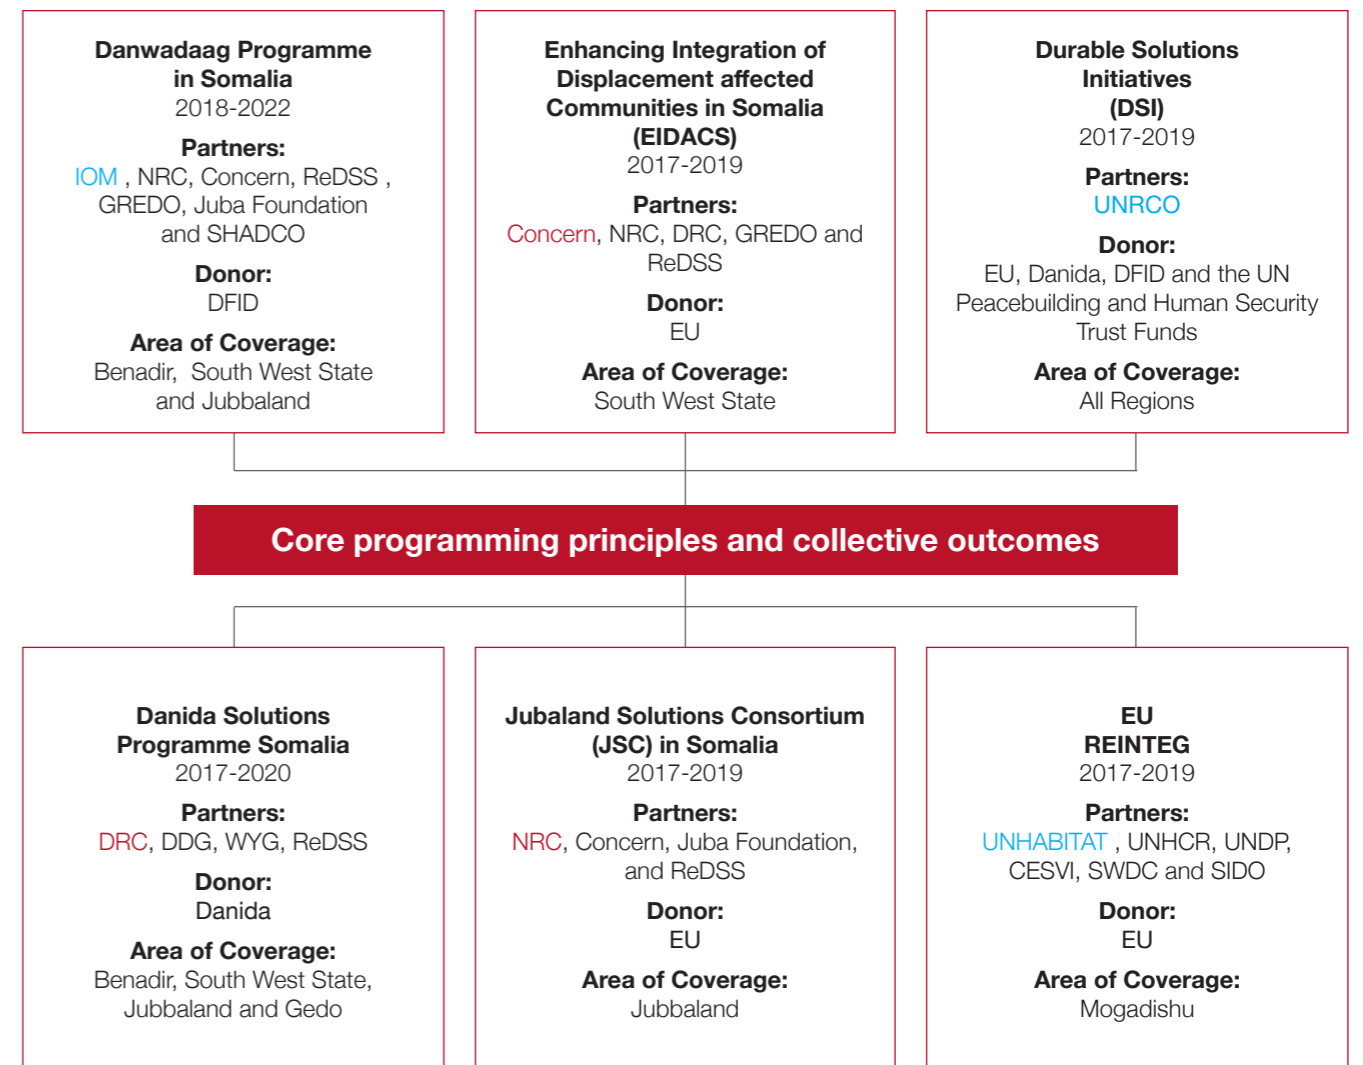 Danwadaag Programme
in Somalia
2018-2022
Partners:
IOM , NRC, Concern, ReDSS ,
GREDO, Juba Foundation
and SHADCO
Donor:
DFID
Area of Coverage:
Benadir, South West State
and Jubbaland
Enhancing Integration of
Displacement affected
Communities in Somalia
(EIDACS)
2017-2019
Partners:
Concern, NRC, DRC, GREDO and
ReDSS
Donor:
EU
Area of Coverage:
South West State
Durable Solutions
Initiatives
(DSI)
2017-2019
Partners:
UNRCO
Donor:
EU, Danida, DFID and the UN
Peacebuilding and Human Security
Trust Funds
Area of Coverage:
All Regions
Core programming principles and collective outcomes
Danida Solutions
Programme Somalia
2017-2020
Partners:
DRC, DDG, WYG, ReDSS
Donor:
Danida
Area of Coverage:
Benadir, South West State,
Jubbaland and Gedo
Jubaland Solutions Consortium
(JSC) in Somalia
2017-2019
Partners:
NRC, Concern, Juba Foundation,
and ReDSS
Donor:
EU
Area of Coverage:
Jubbaland
EU
REINTEG
2017-2019
Partners:
UNHABITAT , UNHCR, UNDP,
CESVI, SWDC and SIDO
Donor:
EU
Area of Coverage:
Mogadishu